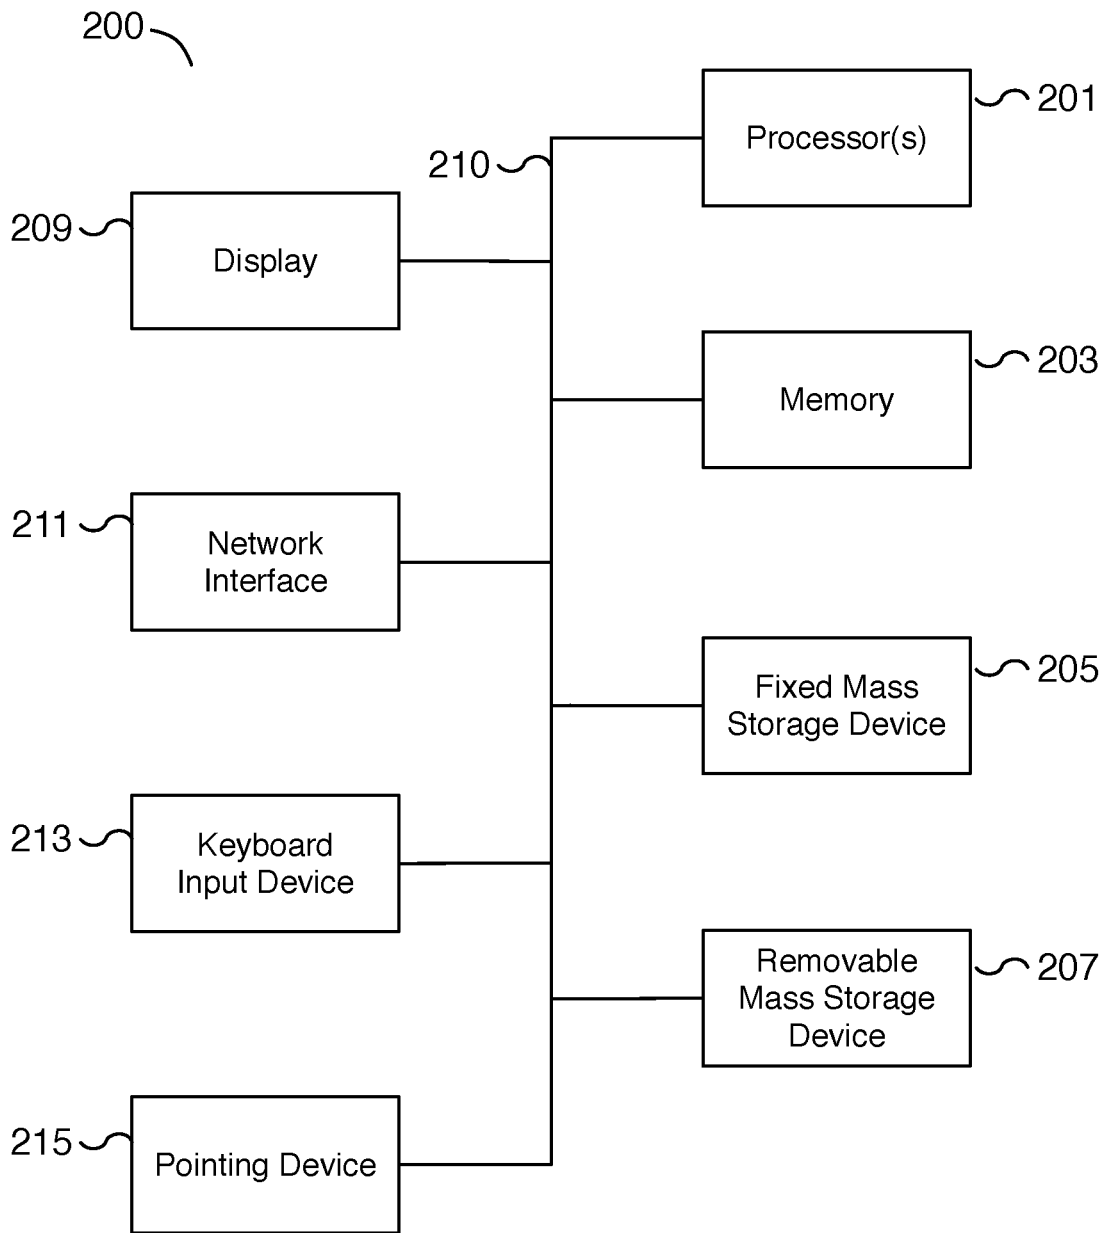 200
201
Processor(s)
210
209
Display
203
Memory
211
Network
Interface
205
Fixed Mass
Storage Device
213
Keyboard
Input Device
207
Removable
Mass Storage
Device
215
Pointing Device